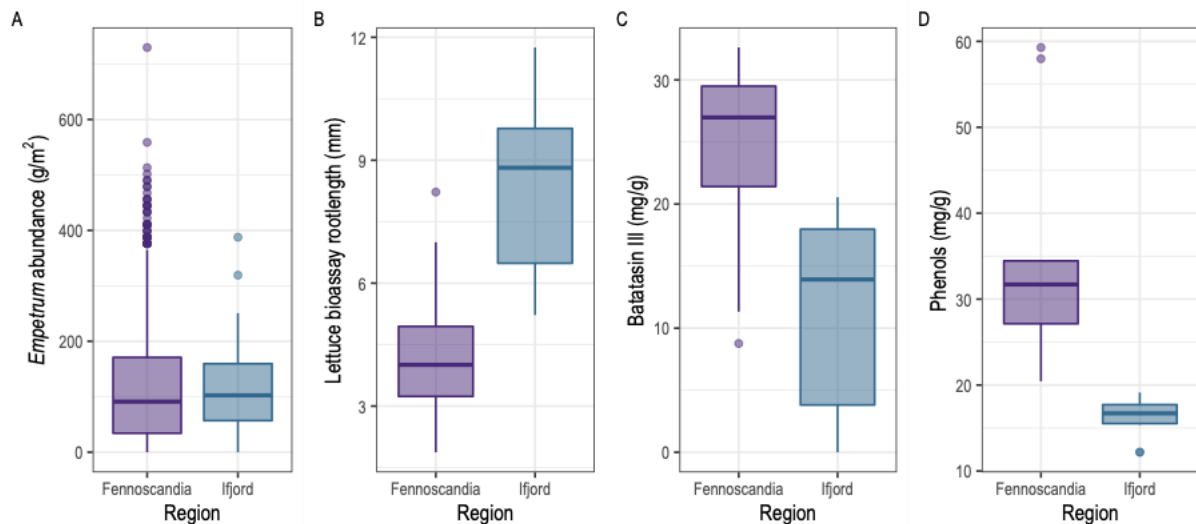 A
Empetrum abundance (g/m²)
600
400
200
0
Fennoscandia Ifjord
Region
B
Lettuce bioassay rootlength (mm)
12
9
6
3
Fennoscandia Ifjord
Region
C
Batatasin III (mg/g)
30
20
10
0
Fennoscandia Ifjord
Region
D
Phenols (mg/g)
60
50
40
30
20
10
Fennoscandia Ifjord
Region